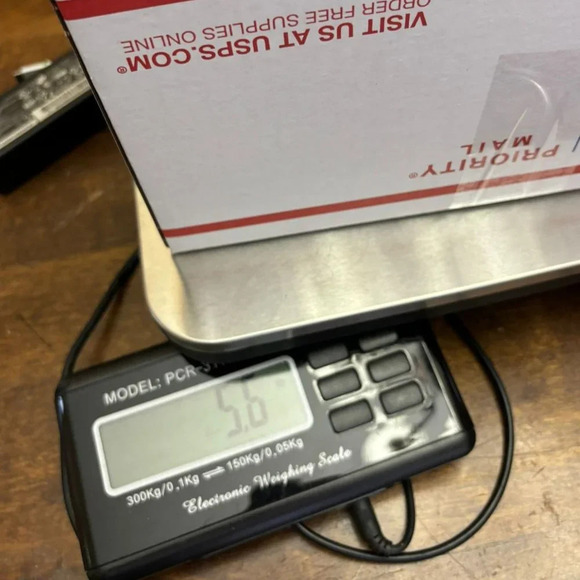 ORDER FREE SUPPLIES ONLINE
VISIT US AT USPS.COM®
PRIORITY®
MAIL
MODEL: PCR-31
5.6
300Kg/0,1Kg ⇌ 150Kg/0,05Kg
Electronic Weighing Scale